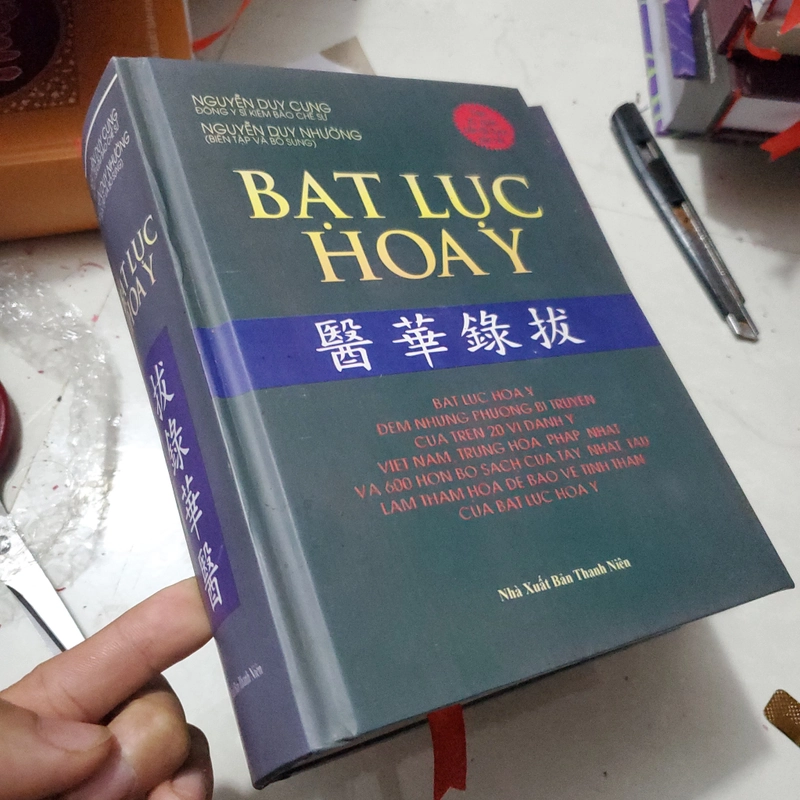 NGUYỄN DUY CUNG
ĐÔNG Y SĨ KIÊM BÀO CHẾ SƯ
NGUYỄN DUY NHƯỜNG
(BIÊN TẬP VÀ BỔ SUNG)
BẠT LỤC
HOA Y
醫華錄拔
BẠT LỤC HOA Y
ĐEM NHỮNG PHƯƠNG BÍ TRUYỀN
CỦA TRÊN 20 VỊ DANH Y
VIỆT NAM, TRUNG HOA, PHÁP, NHẬT
VÀ 600 HƠN BỘ SÁCH CỦA TÂY, NHẬT, TÀU
LÀM THAM HÓA ĐỂ BẢO VỆ TINH THẦN
CỦA BẠT LỤC HOA Y
Nhà Xuất Bản Thanh Niên
BẠT LỤC
HOA Y
拔錄華醫